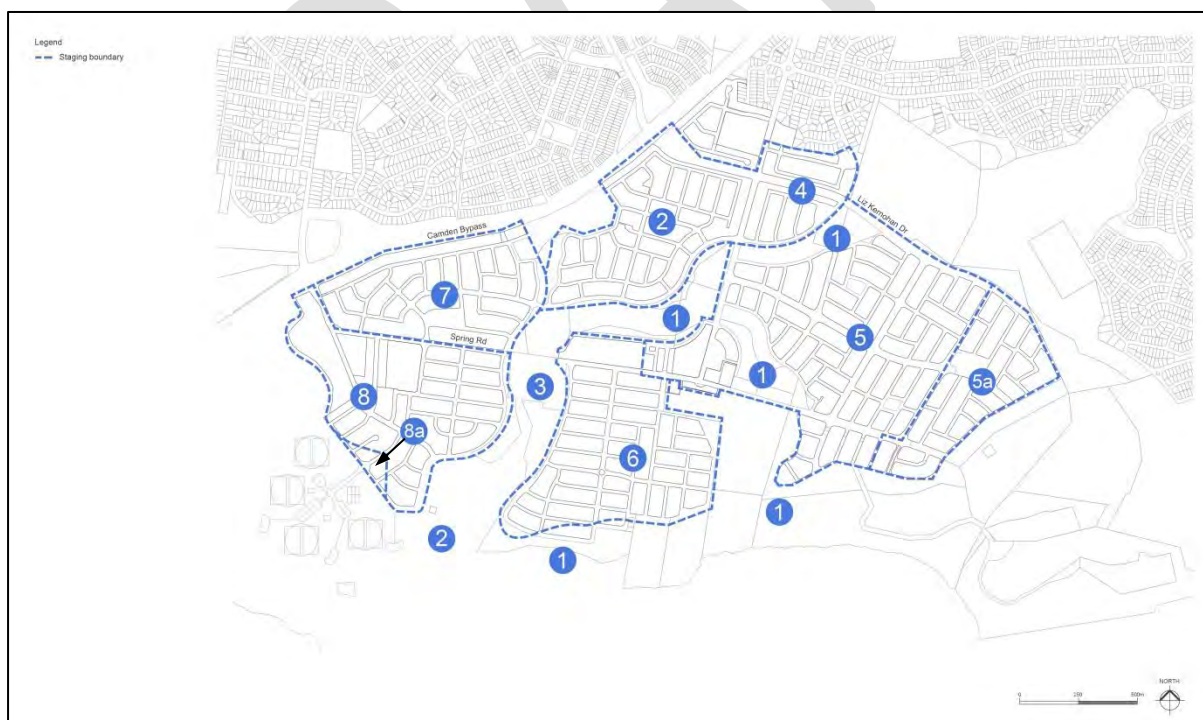 Legend
Staging boundary
4
Liz Kernohan Dr
2
Camden Bypass
1
7
1
5
Spring Rd
1
3
5a
8
8a
6
1
2
1
NORTH
0 250 500m